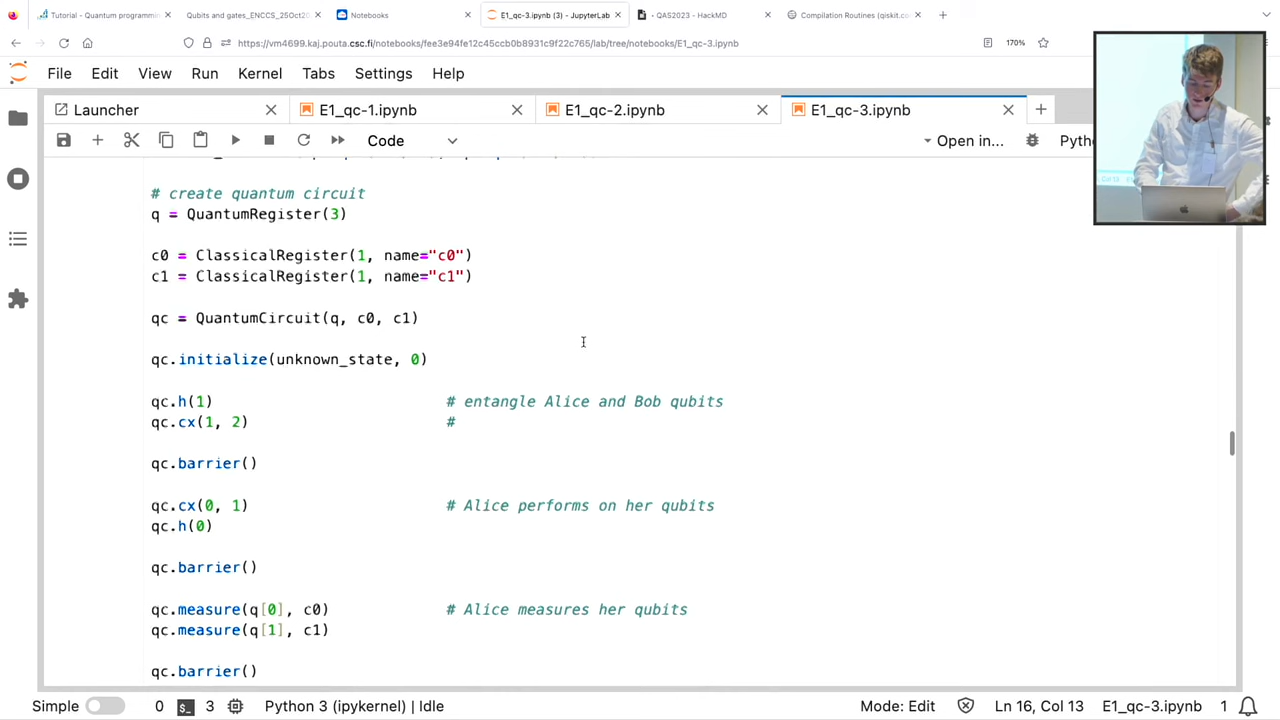 Tutorial - Quantum programmin
Qubits and gates_ENCCS_25Oct20
Notebooks
E1_qc-3.ipynb (3) - JupyterLab
• QAS2023 - HackMD
Compilation Routines (qiskit.co
https://vm4699.kaj.pouta.csc.fi/notebooks/fee3e94fe12c45ccb0b8931c9f22c765/lab/tree/notebooks/E1_qc-3.ipynb
170%
File Edit View Run Kernel Tabs Settings Help
Launcher
E1_qc-1.ipynb
E1_qc-2.ipynb
E1_qc-3.ipynb
Code
Open in...
Pyth
# create quantum circuit
q = QuantumRegister(3)
c0 = ClassicalRegister(1, name="c0")
c1 = ClassicalRegister(1, name="c1")
qc = QuantumCircuit(q, c0, c1)
qc.initialize(unknown_state, 0)
qc.h(1) # entangle Alice and Bob qubits
qc.cx(1, 2) #
qc.barrier()
qc.cx(0, 1) # Alice performs on her qubits
qc.h(0)
qc.barrier()
qc.measure(q[0], c0) # Alice measures her qubits
qc.measure(q[1], c1)
qc.barrier()
Simple 0 3 Python 3 (ipykernel) | Idle Mode: Edit Ln 16, Col 13 E1_qc-3.ipynb 1